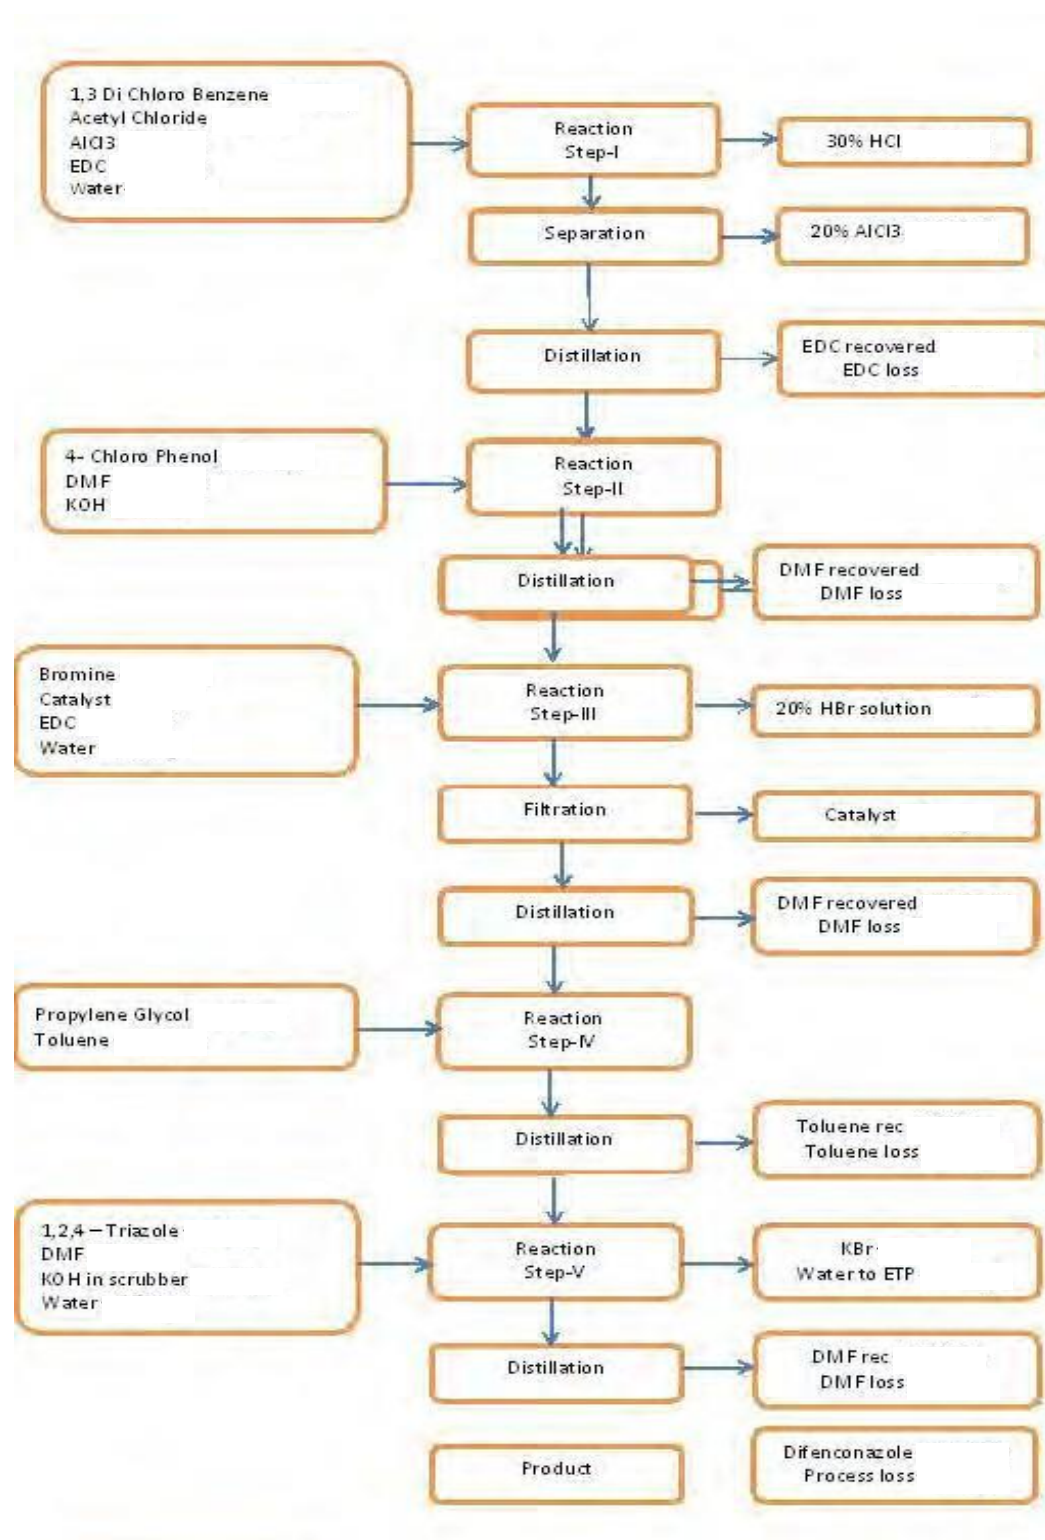 1,3 Di Chloro Benzene
Acetyl Chloride
AlCl3
EDC
Water
Reaction
Step-I
30% HCl
Separation
20% AlCl3
Distillation
EDC recovered
EDC loss
4- Chloro Phenol
DMF
KOH
Reaction
Step-II
Distillation
DMF recovered
DMF loss
Bromine
Catalyst
EDC
Water
Reaction
Step-III
20% HBr solution
Filtration
Catalyst
Distillation
DMF recovered
DMF loss
Propylene Glycol
Toluene
Reaction
Step-IV
Distillation
Toluene rec
Toluene loss
1,2,4 – Triazole
DMF
KOH in scrubber
Water
Reaction
Step-V
KBr
Water to ETP
Distillation
DMF rec
DMF loss
Product
Difenconazole
Process loss